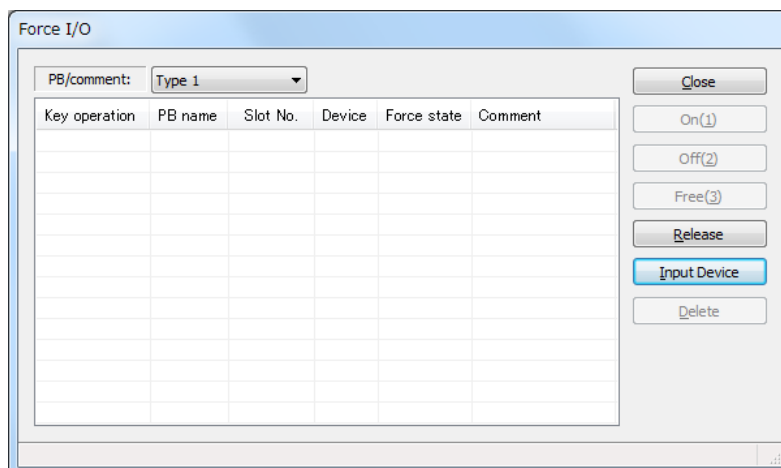 Force I/O
PB/comment: Type 1
Close
Key operation PB name Slot No. Device Force state Comment
On(1)
Off(2)
Free(3)
Release
Input Device
Delete